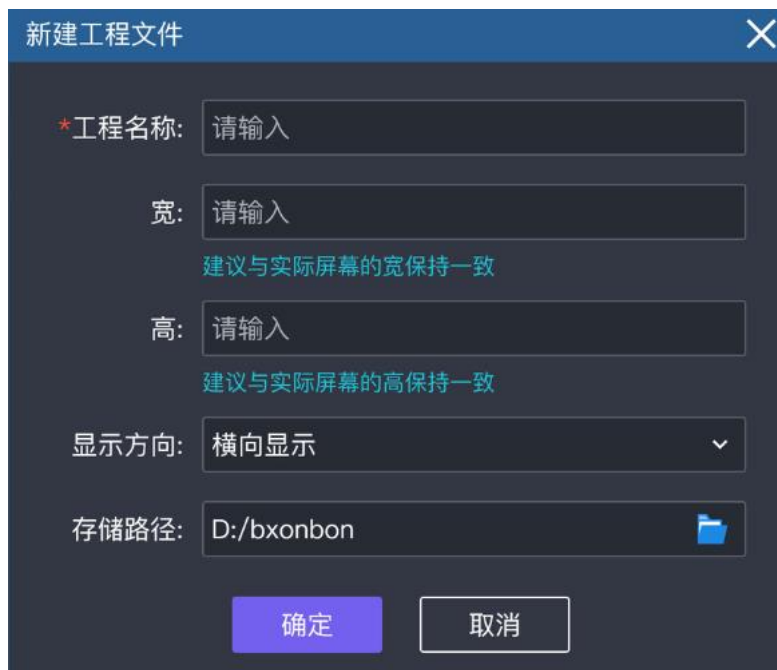 新建工程文件
*工程名称: 请输入
宽: 请输入
建议与实际屏幕的宽保持一致
高: 请输入
建议与实际屏幕的高保持一致
显示方向: 横向显示
存储路径: D:/bxonbon
确定 取消